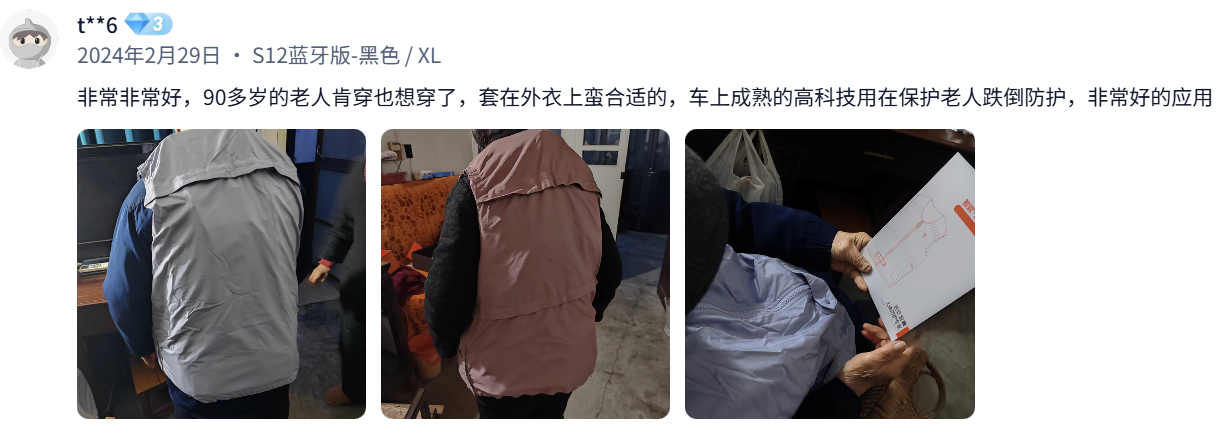 t**6 3
2024年2月29日 · S12蓝牙版-黑色 / XL
非常非常好，90多岁的老人肯穿也想穿了，套在外衣上蛮合适的，车上成熟的高科技用在保护老人跌倒防护，非常好的应用